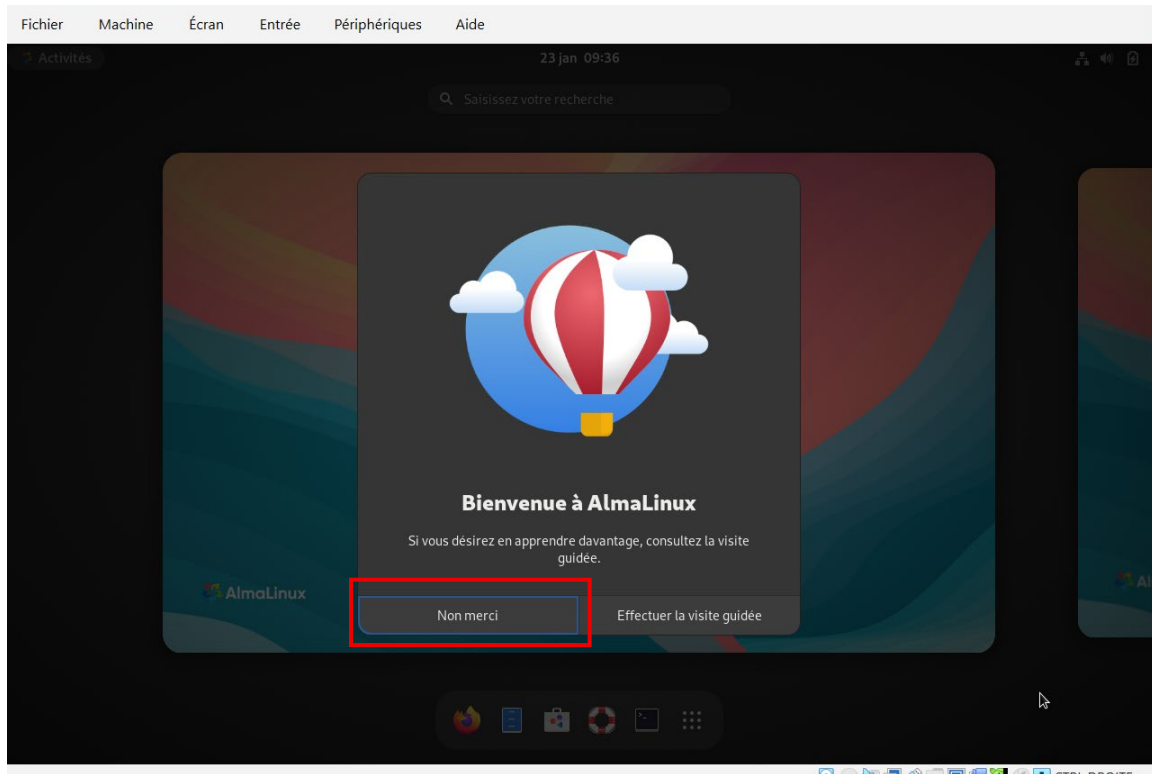 Fichier Machine Écran Entrée Périphériques Aide
Activités 23 jan 09:36
Saisissez votre recherche
Bienvenue à AlmaLinux
Si vous désirez en apprendre davantage, consultez la visite
guidée.
AlmaLinux
Al
Non merci Effectuer la visite guidée
CTRL DROITE